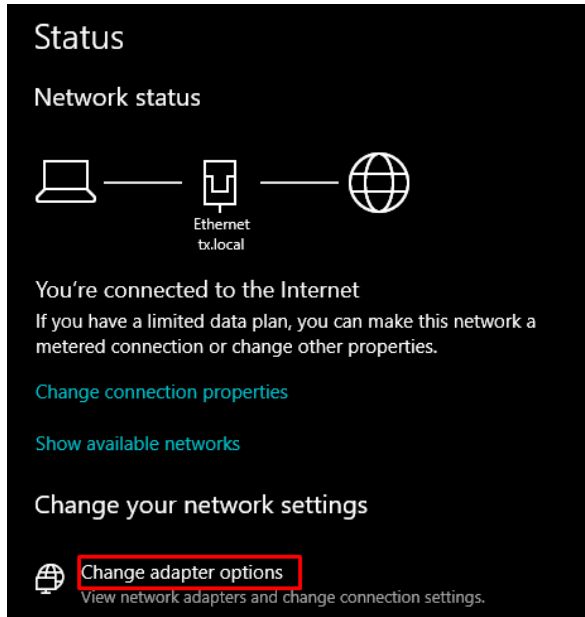 Status
Network status
Ethernet
tx.local
You're connected to the Internet
If you have a limited data plan, you can make this network a
metered connection or change other properties.
Change connection properties
Show available networks
Change your network settings
Change adapter options
View network adapters and change connection settings.